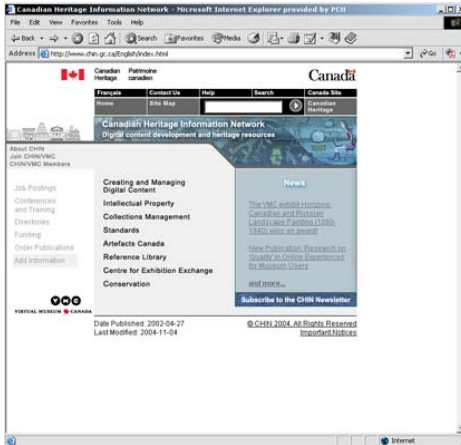 Canadian Heritage Information Network - Microsoft Internet Explorer provided by PCH
File Edit View Favorites Tools Help
Back Search Favorites Media
Address http://www.chin.gc.ca/English/index.html Go
Canadian Heritage Patrimoine canadien Canada
Français Contact Us Help Search Canada Site
Home Site Map Canadian Heritage
Canadian Heritage Information Network
Digital content development and heritage resources
About CHIN
Join CHIN/VMC
CHIN/VMC Members
Job Postings
Conferences and Training
Directories
Funding
Order Publications
Add Information
VMC
VIRTUAL MUSEUM CANADA
Creating and Managing
Digital Content
Intellectual Property
Collections Management
Standards
Artefacts Canada
Reference Library
Centre for Exhibition Exchange
Conservation
News
The VMC exhibit Horizons:
Canadian and Russian
Landscape Painting (1860-
1940) wins an award!
New Publication: Research on
'Quality' in Online Experiences
for Museum Users
and more...
Subscribe to the CHIN Newsletter
Date Published: 2002-04-27
Last Modified: 2004-11-04
© CHIN 2004. All Rights Reserved
Important Notices
Internet